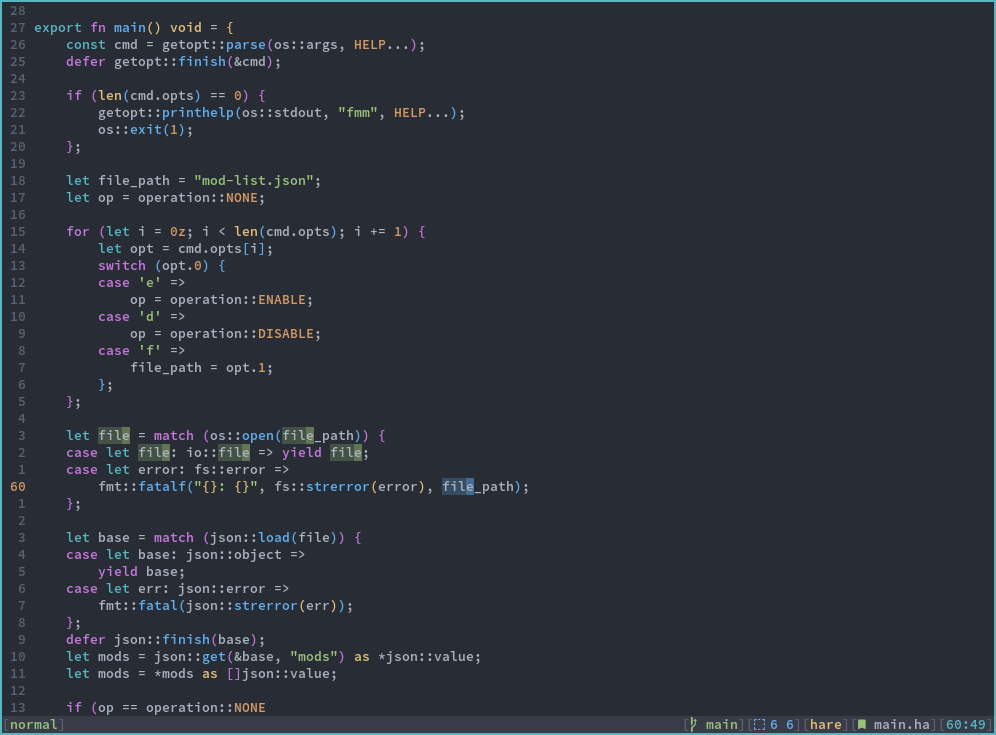 28
27 export fn main() void = {
26     const cmd = getopt::parse(os::args, HELP...);
25     defer getopt::finish(&cmd);
24
23     if (len(cmd.opts) == 0) {
22         getopt::printhelp(os::stdout, "fmm", HELP...);
21         os::exit(1);
20     };
19
18     let file_path = "mod-list.json";
17     let op = operation::NONE;
16
15     for (let i = 0z; i < len(cmd.opts); i += 1) {
14         let opt = cmd.opts[i];
13         switch (opt.0) {
12         case 'e' =>
11             op = operation::ENABLE;
10         case 'd' =>
9             op = operation::DISABLE;
8         case 'f' =>
7             file_path = opt.1;
6         };
5     };
4
3     let file = match (os::open(file_path)) {
2     case let file: io::file => yield file;
1     case let error: fs::error =>
60         fmt::fatalf("{}: {}", fs::strerror(error), file_path);
1     };
2
3     let base = match (json::load(file)) {
4     case let base: json::object =>
5         yield base;
6     case let err: json::error =>
7         fmt::fatal(json::strerror(err));
8     };
9     defer json::finish(base);
10     let mods = json::get(&base, "mods") as *json::value;
11     let mods = *mods as []json::value;
12
13     if (op == operation::NONE
[normal] [ main] [ 6 6] [hare] [ main.ha] [60:49]